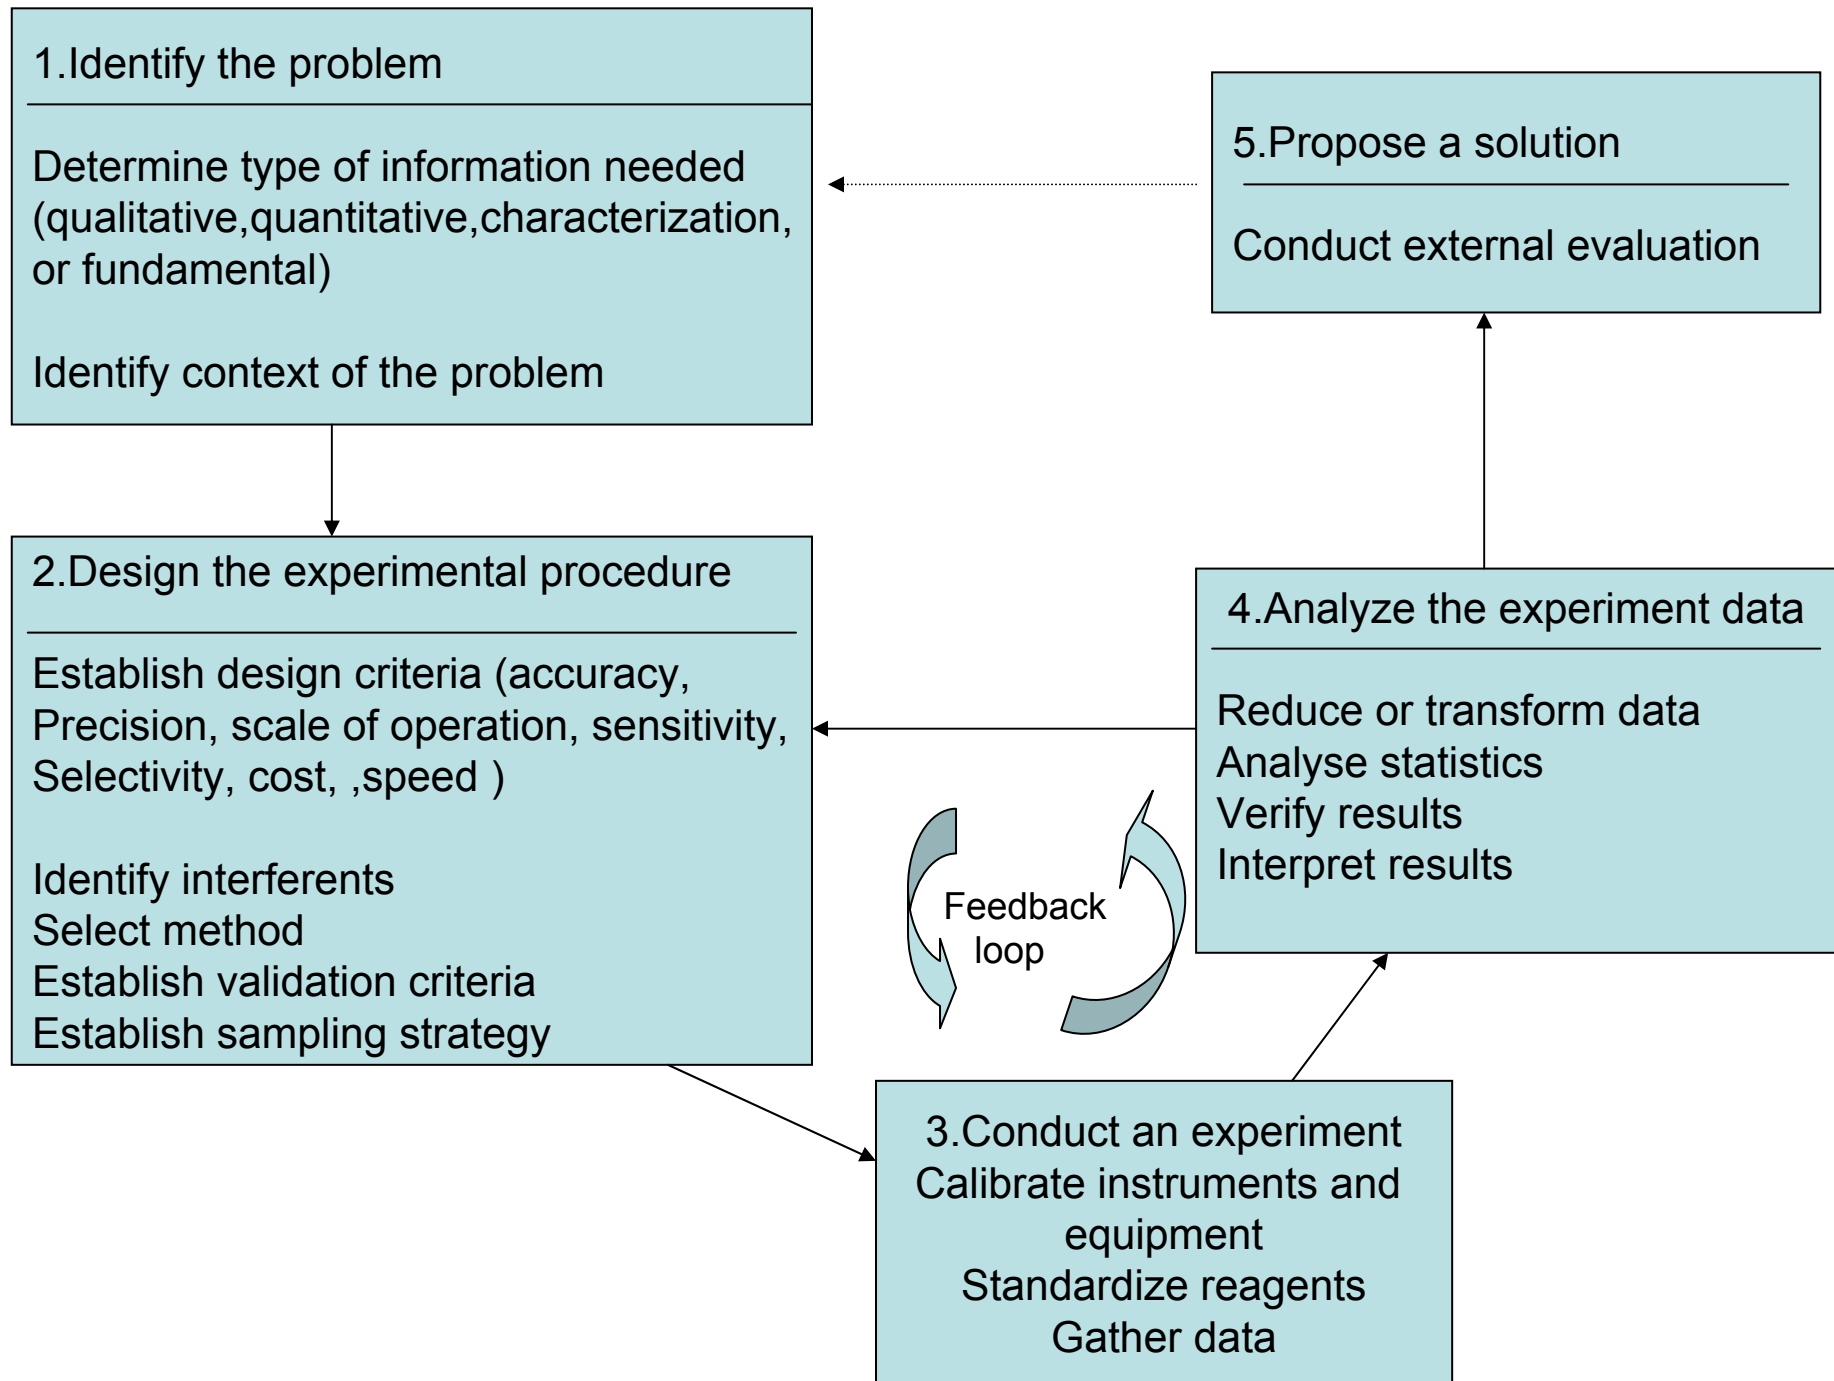 1.Identify the problem
Determine type of information needed
(qualitative,quantitative,characterization,
or fundamental)
Identify context of the problem
2.Design the experimental procedure
Establish design criteria (accuracy,
Precision, scale of operation, sensitivity,
Selectivity, cost, ,speed )
Identify interferents
Select method
Establish validation criteria
Establish sampling strategy
3.Conduct an experiment
Calibrate instruments and
equipment
Standardize reagents
Gather data
Feedback
loop
4.Analyze the experiment data
Reduce or transform data
Analyse statistics
Verify results
Interpret results
5.Propose a solution
Conduct external evaluation